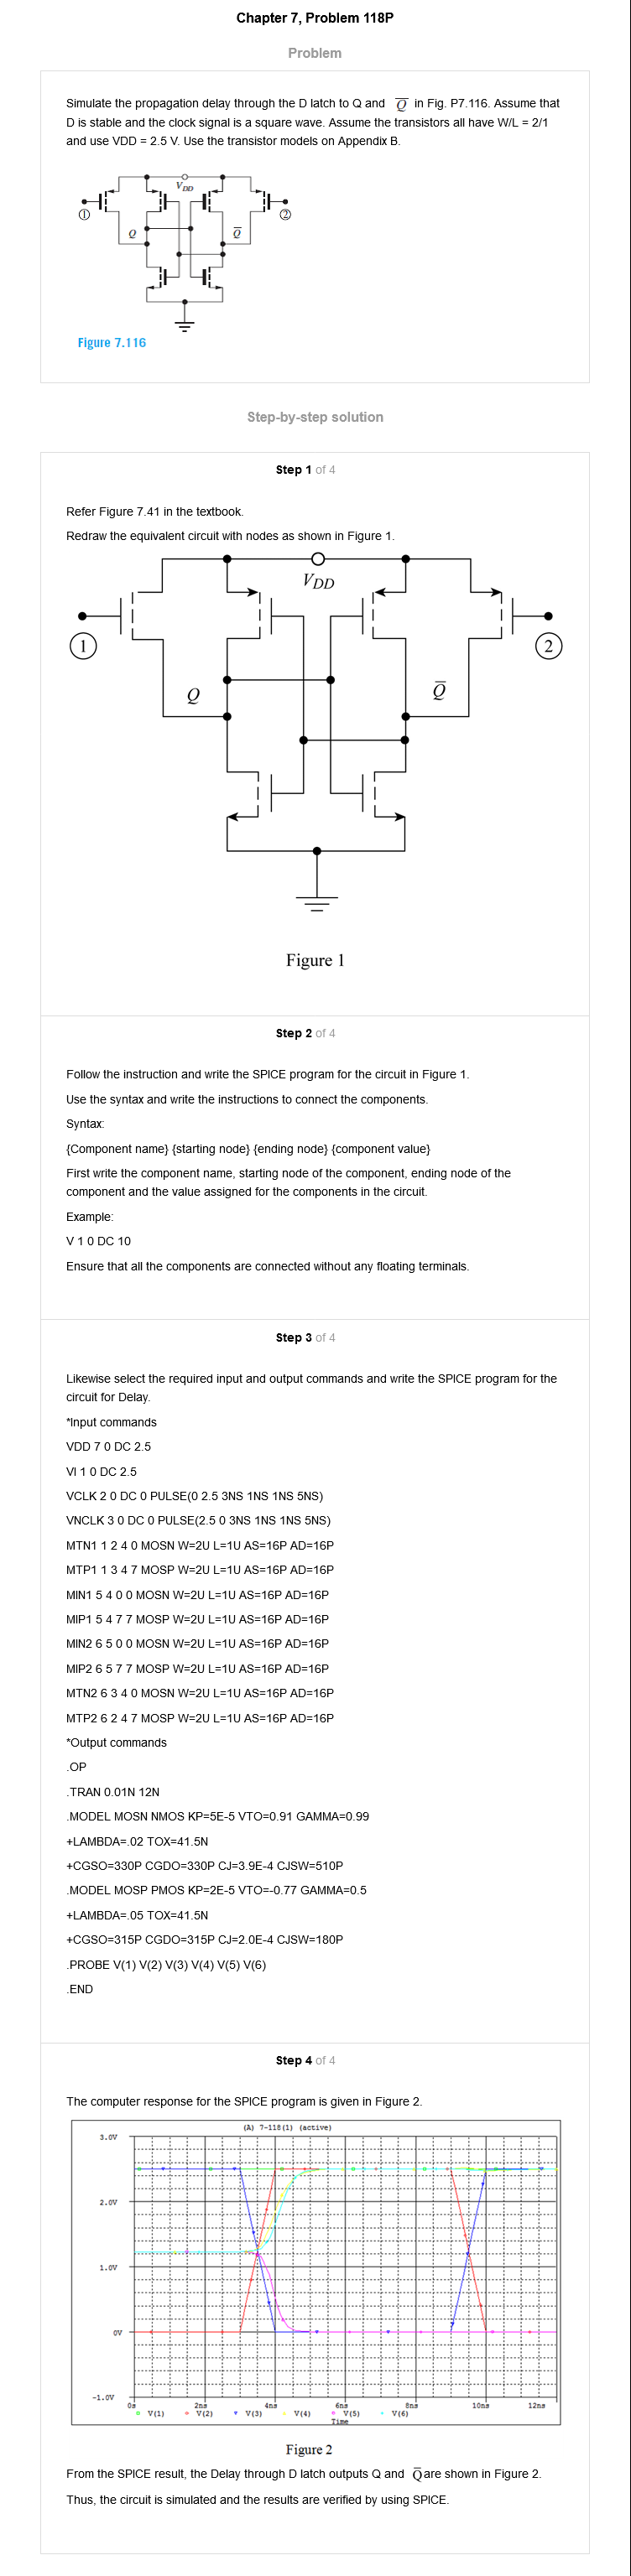 Chapter 7, Problem 118P
Problem
Simulate the propagation delay through the D latch to Q and Q̅ in Fig. P7.116. Assume that
D is stable and the clock signal is a square wave. Assume the transistors all have W/L = 2/1
and use VDD = 2.5 V. Use the transistor models on Appendix B.
V_DD
① ②
Q Q̅
Figure 7.116
Step-by-step solution
Step 1 of 4
Refer Figure 7.41 in the textbook.
Redraw the equivalent circuit with nodes as shown in Figure 1.
V_DD
① ②
Q Q̅
Figure 1
Step 2 of 4
Follow the instruction and write the SPICE program for the circuit in Figure 1.
Use the syntax and write the instructions to connect the components.
Syntax:
{Component name} {starting node} {ending node} {component value}
First write the component name, starting node of the component, ending node of the
component and the value assigned for the components in the circuit.
Example:
V 1 0 DC 10
Ensure that all the components are connected without any floating terminals.
Step 3 of 4
Likewise select the required input and output commands and write the SPICE program for the
circuit for Delay.
*Input commands
VDD 7 0 DC 2.5
VI 1 0 DC 2.5
VCLK 2 0 DC 0 PULSE(0 2.5 3NS 1NS 1NS 5NS)
VNCLK 3 0 DC 0 PULSE(2.5 0 3NS 1NS 1NS 5NS)
MTN1 1 2 4 0 MOSN W=2U L=1U AS=16P AD=16P
MTP1 1 3 4 7 MOSP W=2U L=1U AS=16P AD=16P
MIN1 5 4 0 0 MOSN W=2U L=1U AS=16P AD=16P
MIP1 5 4 7 7 MOSP W=2U L=1U AS=16P AD=16P
MIN2 6 5 0 0 MOSN W=2U L=1U AS=16P AD=16P
MIP2 6 5 7 7 MOSP W=2U L=1U AS=16P AD=16P
MTN2 6 3 4 0 MOSN W=2U L=1U AS=16P AD=16P
MTP2 6 2 4 7 MOSP W=2U L=1U AS=16P AD=16P
*Output commands
.OP
.TRAN 0.01N 12N
.MODEL MOSN NMOS KP=5E-5 VTO=0.91 GAMMA=0.99
+LAMBDA=.02 TOX=41.5N
+CGSO=330P CGDO=330P CJ=3.9E-4 CJSW=510P
.MODEL MOSP PMOS KP=2E-5 VTO=-0.77 GAMMA=0.5
+LAMBDA=.05 TOX=41.5N
+CGSO=315P CGDO=315P CJ=2.0E-4 CJSW=180P
.PROBE V(1) V(2) V(3) V(4) V(5) V(6)
.END
Step 4 of 4
The computer response for the SPICE program is given in Figure 2.
(A) 7-118(1) (active)
3.0V
2.0V
1.0V
0V
-1.0V
0s 2ns 4ns 6ns 8ns 10ns 12ns
V(1) V(2) V(3) V(4) V(5) V(6)
Time
Figure 2
From the SPICE result, the Delay through D latch outputs Q and Q̅ are shown in Figure 2.
Thus, the circuit is simulated and the results are verified by using SPICE.